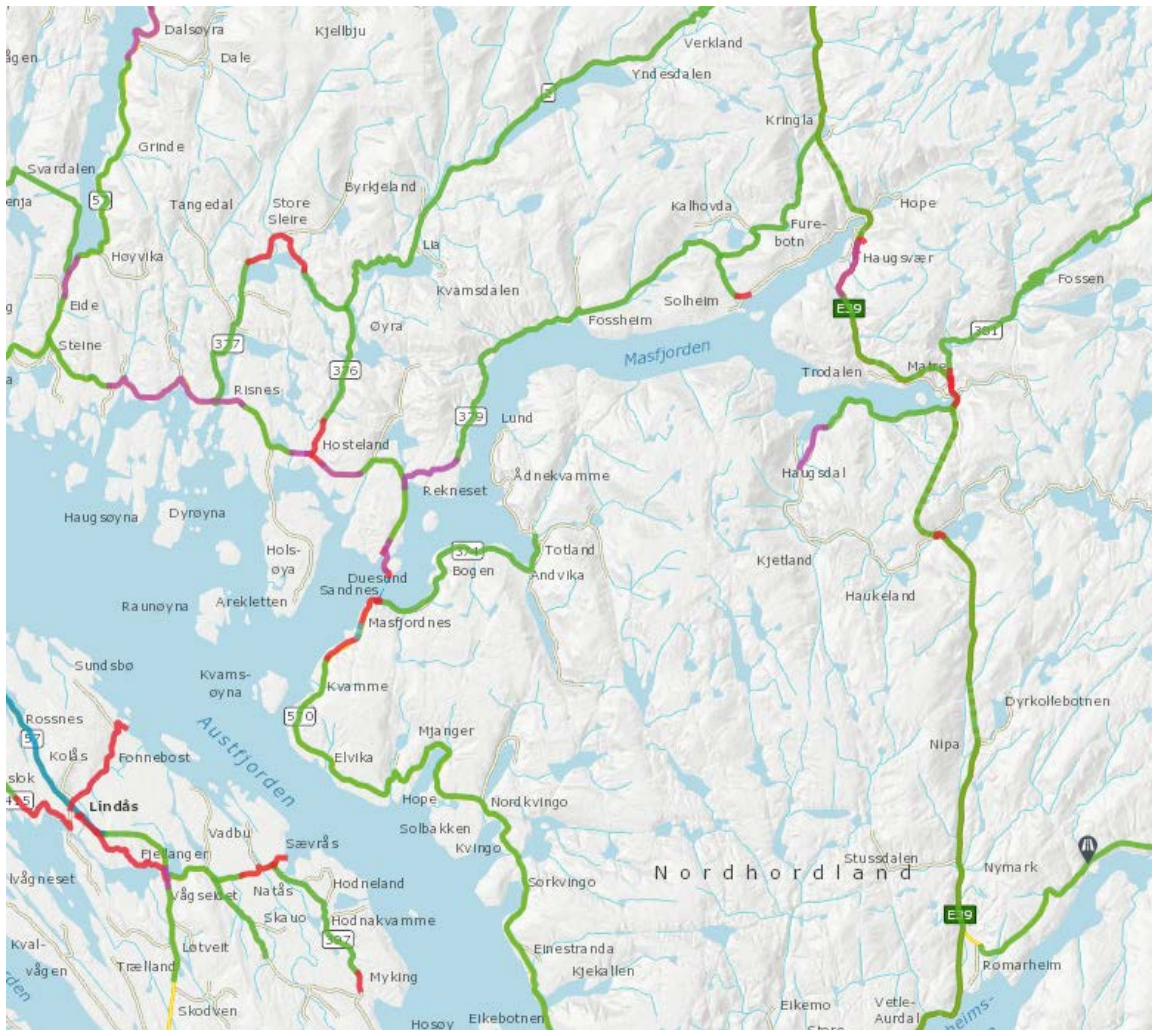 Dalsøyra
Kjellbju
Verkland
Dale
Yndesdalen
Kringla
Grinde
Svardalen
Byrkjeland
Store
Sleire
Tangedal
57
Kalhovda
Hope
Fure-
botn
Lia
Høyvika
Haugsvær
Kvamsdalen
Fossen
Eide
Solheim
E39
Fossheim
Øyra
381
377
Steine
Masfjorden
376
Trodalen
Matre
Risnes
379
Lund
Hosteland
Ådnekvamme
Haugsdal
Rekneset
Haugsøyna
Dyrøyna
Hols-
øya
371
Totland
Bogen
Andvika
Kjetland
Duesund
Sandnes
Haukeland
Raunøyna
Arekletten
Masfjordnes
Sundsbø
Kvams-
øyna
Kvamme
Dyrkollebotnen
Rossnes
570
Austfjorden
Mjanger
57
Kolås
Fonnebost
Elvika
Nipa
Lindås
Hope
Nordkvingo
Solbakken
Vadbu
Sævrås
Kvingo
Fjellanger
Stussdalen
Nymark
Nordhordland
Hodneland
Vågseidet
Natås
Sørkvingo
Skauo
Hodnakvamme
E39
397
Kval-
vågen
Løtveit
Einestranda
Trælland
Myking
Kjekallen
Romarheim
Skodven
Eikemo
Vetle-
Aurdal
Hosøy
Eikebotnen